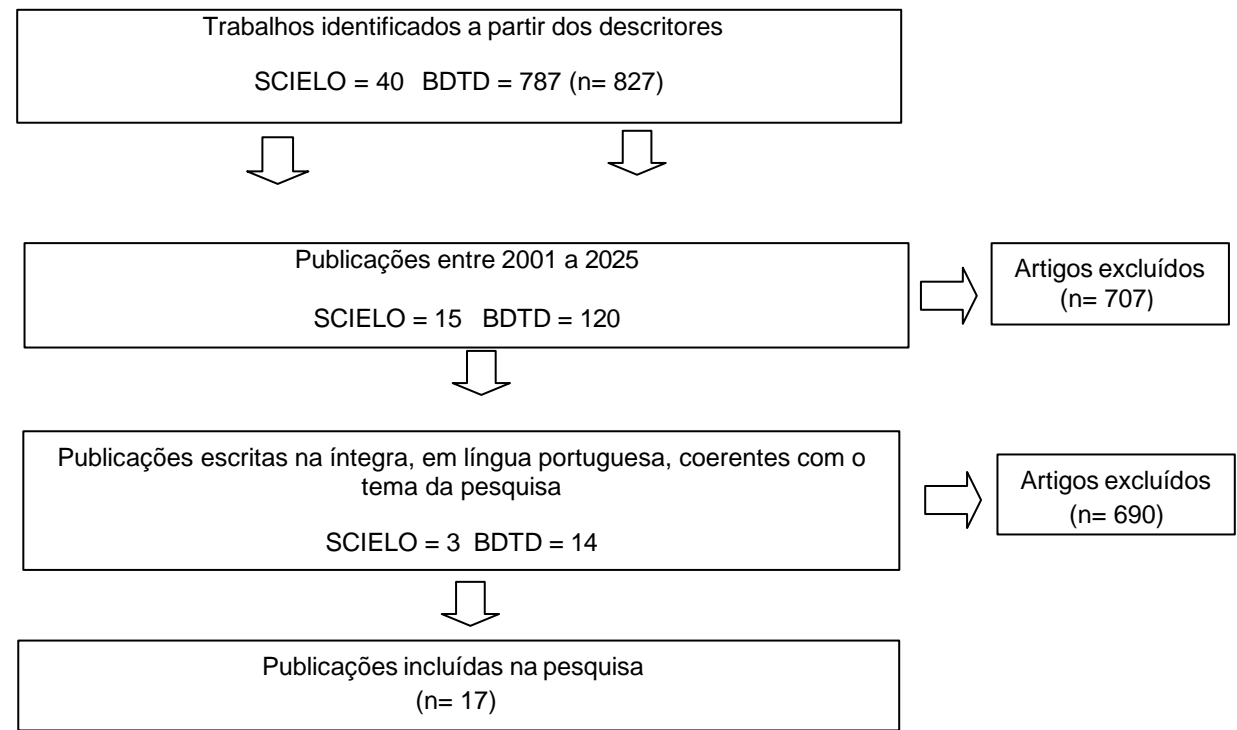 Trabalhos identificados a partir dos descritores
SCIELO = 40 BDTD = 787 (n= 827)
Publicações entre 2001 a 2025
SCIELO = 15 BDTD = 120
Artigos excluídos
(n= 707)
Publicações escritas na íntegra, em língua portuguesa, coerentes com o
tema da pesquisa
SCIELO = 3 BDTD = 14
Artigos excluídos
(n= 690)
Publicações incluídas na pesquisa
(n= 17)